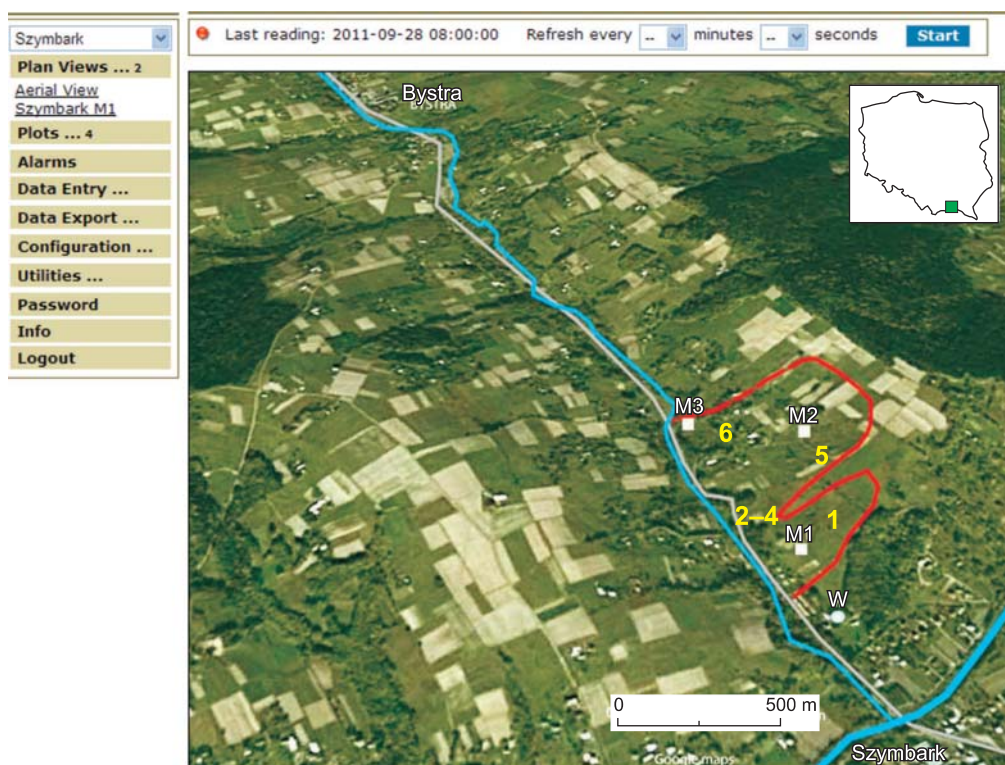 Szymbark
Plan Views ... 2
Aerial View
Szymbark M1
Plots ... 4
Alarms
Data Entry ...
Data Export ...
Configuration ...
Utilities ...
Password
Info
Logout
Last reading: 2011-09-28 08:00:00 Refresh every -- minutes -- seconds Start
Bystra
BYSTRA
M3
M2
6
5
2–4
1
M1
W
0 500 m
Szymbark
Google maps